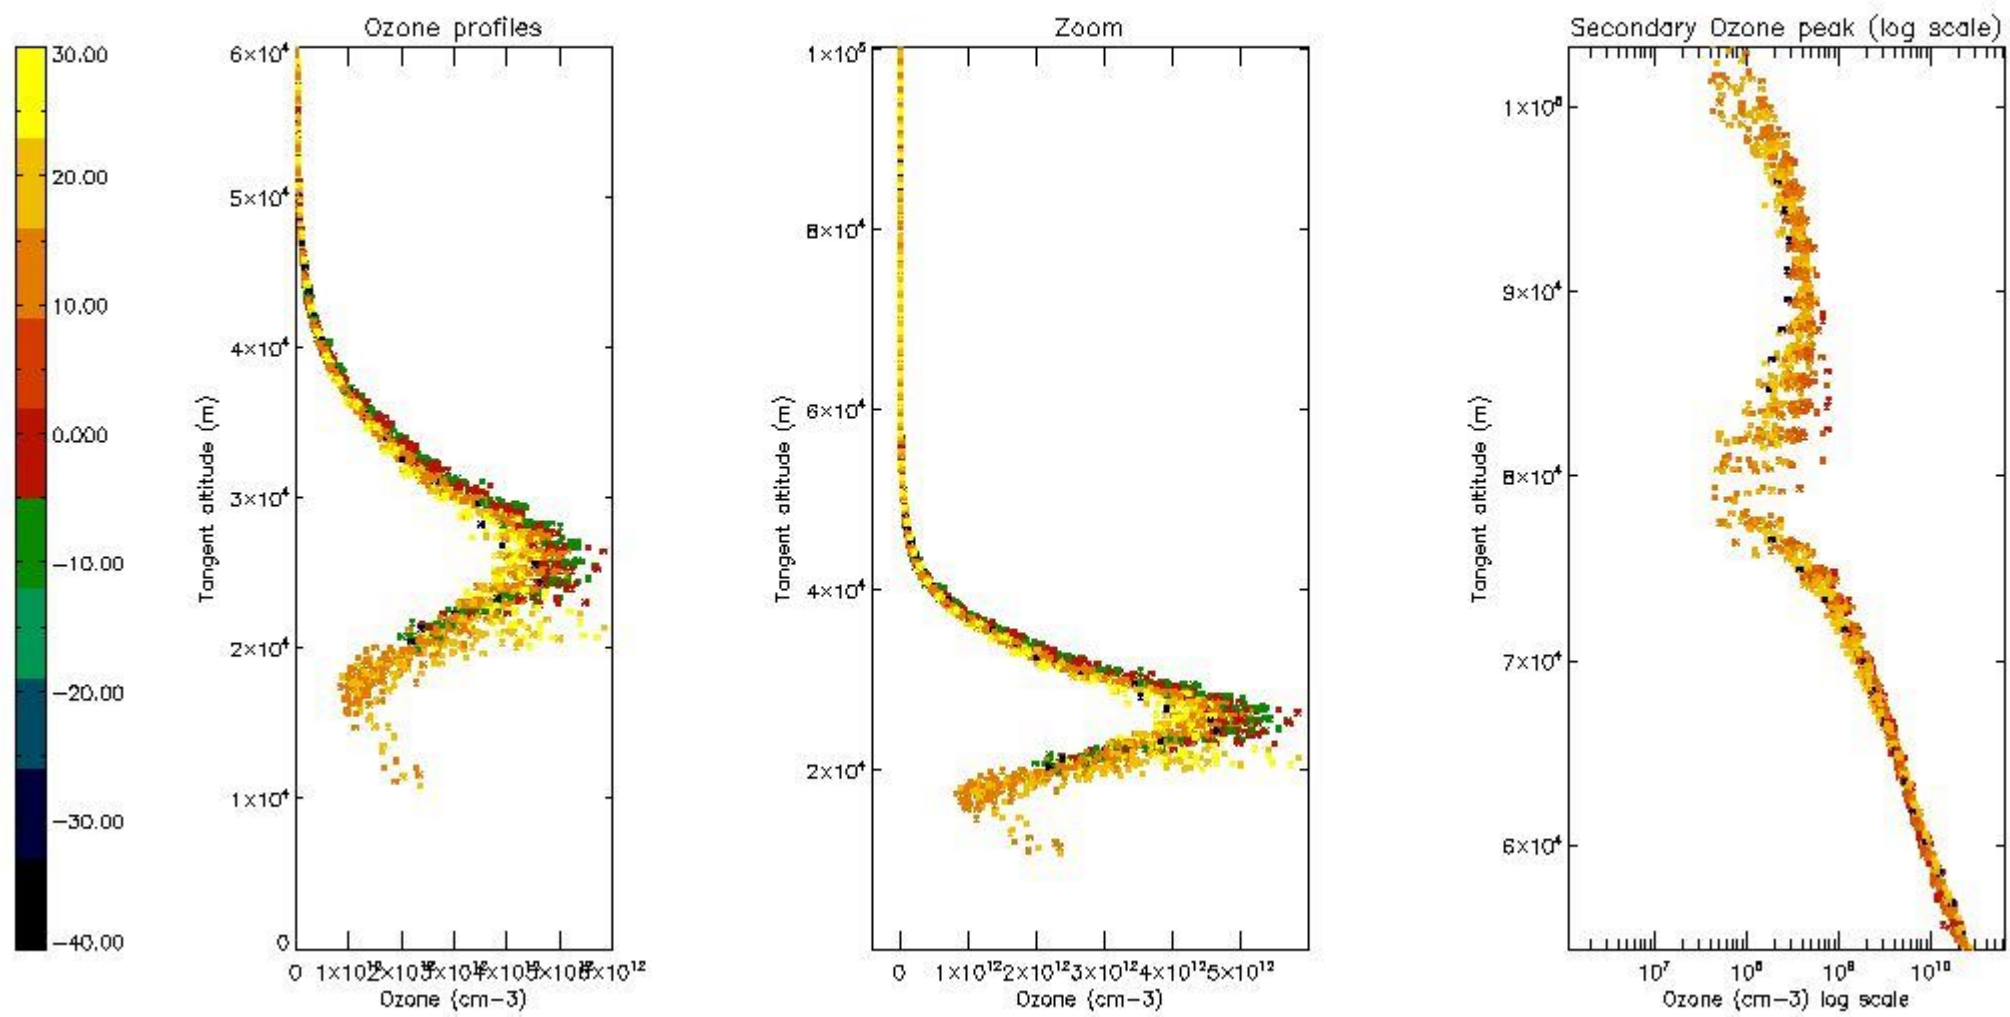 Ozone profiles
Zoom
Secondary Ozone peak (log scale)
30.00
20.00
10.00
0.000
-10.00
-20.00
-30.00
-40.00
6×10⁴
5×10⁴
4×10⁴
3×10⁴
2×10⁴
1×10⁴
0
Tangent altitude (m)
0 1×10¹²
6×10¹²
Ozone (cm-3)
1×10⁵
8×10⁴
6×10⁴
4×10⁴
2×10⁴
Tangent altitude (m)
0 1×10¹² 2×10¹² 3×10¹² 4×10¹² 5×10¹²
Ozone (cm-3)
1×10⁵
9×10⁴
8×10⁴
7×10⁴
6×10⁴
Tangent altitude (m)
10⁷ 10⁸ 10⁹ 10¹⁰
Ozone (cm-3) log scale